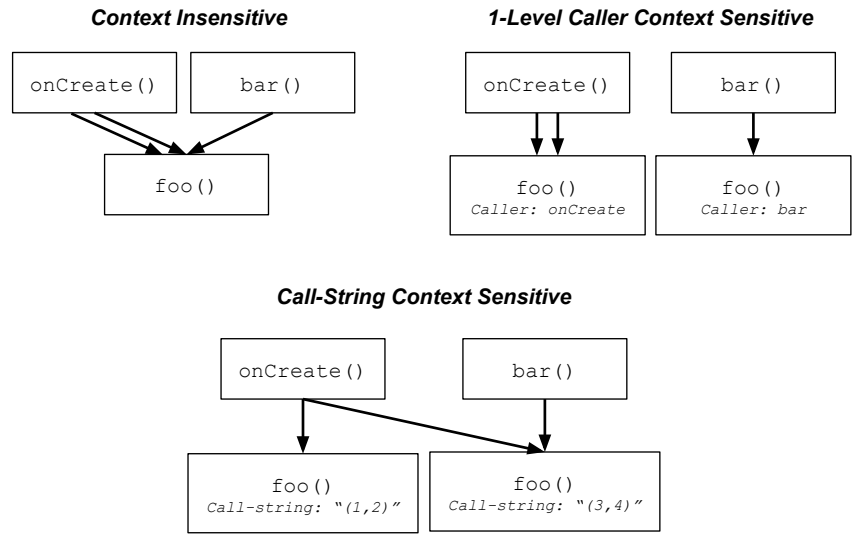 Context Insensitive
1-Level Caller Context Sensitive
onCreate()
bar()
foo()
onCreate()
bar()
foo()
Caller: onCreate
foo()
Caller: bar
Call-String Context Sensitive
onCreate()
bar()
foo()
Call-string: “(1,2)”
foo()
Call-string: “(3,4)”